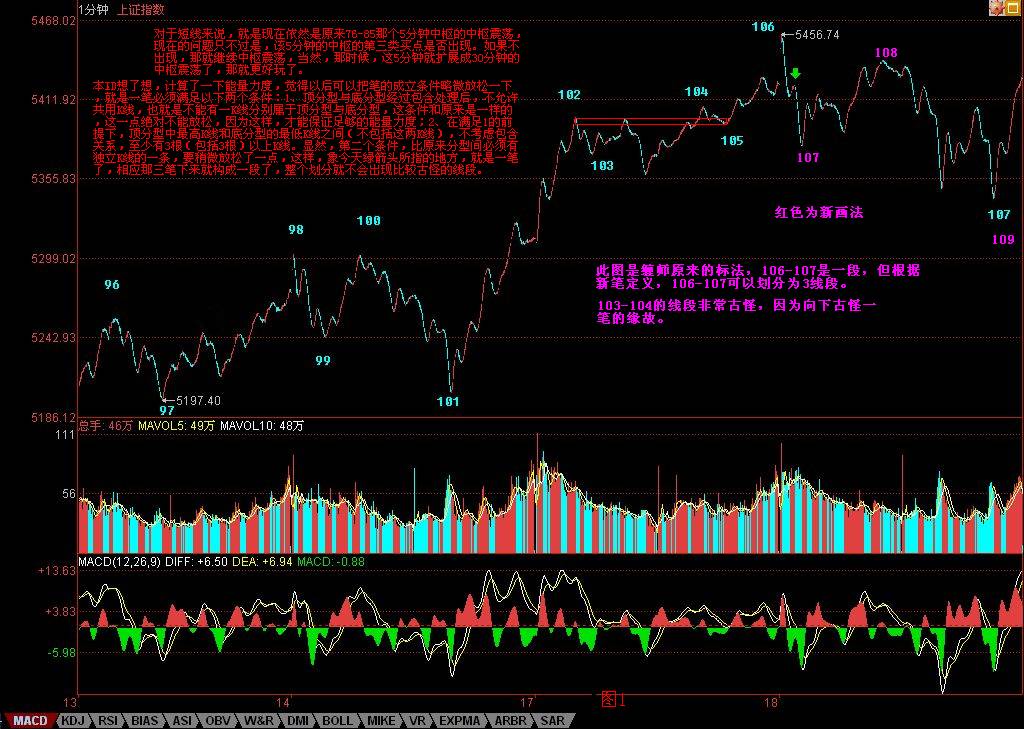 1分钟 上证指数
5468.02
5411.92
5355.83
5299.02
5242.93
5186.12
对于短线来说，就是现在依然是原来76-85那个5分钟中枢的中枢震荡，
现在的问题只不过是，该5分钟的中枢的第三类买点是否出现。如果不
出现，那就继续中枢震荡，当然，那时候，这5分钟就扩展成30分钟的
中枢震荡了，那就更好玩了。
本ID想了想，计算了一下能量力度，觉得以后可以把笔的成立条件略微放松一下
，就是一笔必须满足以下两个条件：1、顶分型与底分型经过包含处理后，不允许
共用K线，也就是不能有一K线分别属于顶分型与底分型，这条件和原来是一样的
，这一点绝对不能放松，因为这样，才能保证足够的能量力度；2、在满足1的前
提下，顶分型中最高K线和底分型的最低K线之间（不包括这两K线），不考虑包含
关系，至少有3根（包括3根）以上K线。显然，第二个条件，比原来分型间必须有
独立K线的一条，要稍微放松了一点，这样，象今天绿箭头所指的地方，就是一笔
了，相应那三笔下来就构成一段了，整个划分就不会出现比较古怪的线段。
106
5456.74
108
102
104
103
105
107
红色为新画法
107
109
98
100
96
99
97
5197.40
101
此图是缠师原来的标法，106-107是一段，但根据
新笔定义，106-107可以划分为3线段。
103-104的线段非常古怪，因为向下古怪一
笔的缘故。
总手: 46万 MAVOL5: 49万 MAVOL10: 48万
111
56
MACD(12,26,9) DIFF: +6.50 DEA: +6.94 MACD: -0.88
+13.63
+3.83
-5.98
13 14 17 图1 18
MACD KDJ RSI BIAS ASI OBV W&R DMI BOLL MIKE VR EXPMA ARBR SAR